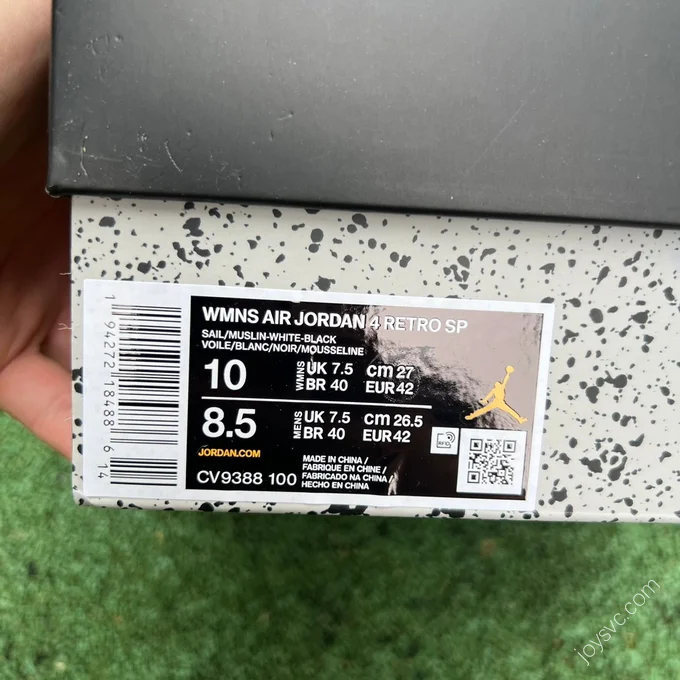 WMNS AIR JORDAN 4 RETRO SP
SAIL/MUSLIN-WHITE-BLACK
VOILE/BLANC/NOIR/MOUSSELINE
10 WMNS UK 7.5 cm 27
BR 40 EUR 42
8.5 MENS UK 7.5 cm 26.5
BR 40 EUR 42
JORDAN.COM
CV9388 100
MADE IN CHINA /
FABRIQUE EN CHINE /
FABRICADO NA CHINA /
HECHO EN CHINA
RFID
1 94272 18488 6 14
joysvc.com